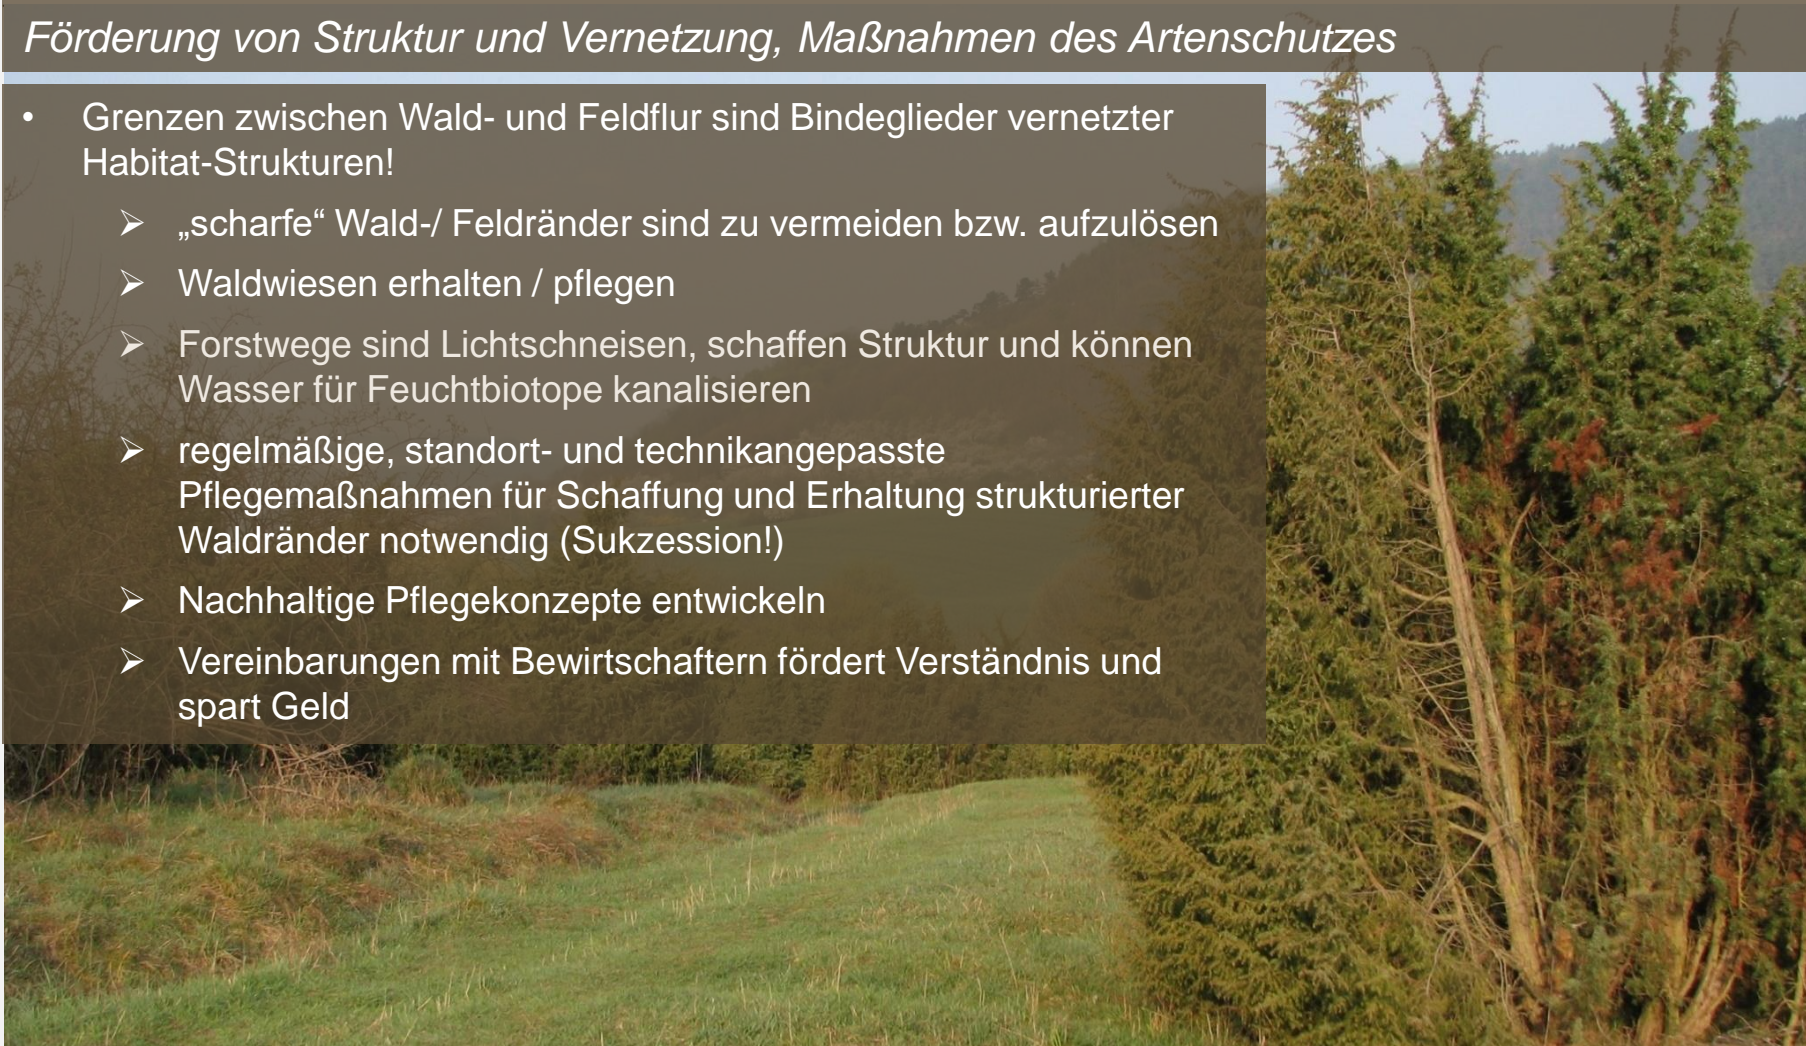 Förderung von Struktur und Vernetzung, Maßnahmen des Artenschutzes
• Grenzen zwischen Wald- und Feldflur sind Bindeglieder vernetzter
Habitat-Strukturen!
➢ „scharfe“ Wald-/ Feldränder sind zu vermeiden bzw. aufzulösen
➢ Waldwiesen erhalten / pflegen
➢ Forstwege sind Lichtschneisen, schaffen Struktur und können
Wasser für Feuchtbiotope kanalisieren
➢ regelmäßige, standort- und technikangepasste
Pflegemaßnahmen für Schaffung und Erhaltung strukturierter
Waldränder notwendig (Sukzession!)
➢ Nachhaltige Pflegekonzepte entwickeln
➢ Vereinbarungen mit Bewirtschaftern fördert Verständnis und
spart Geld